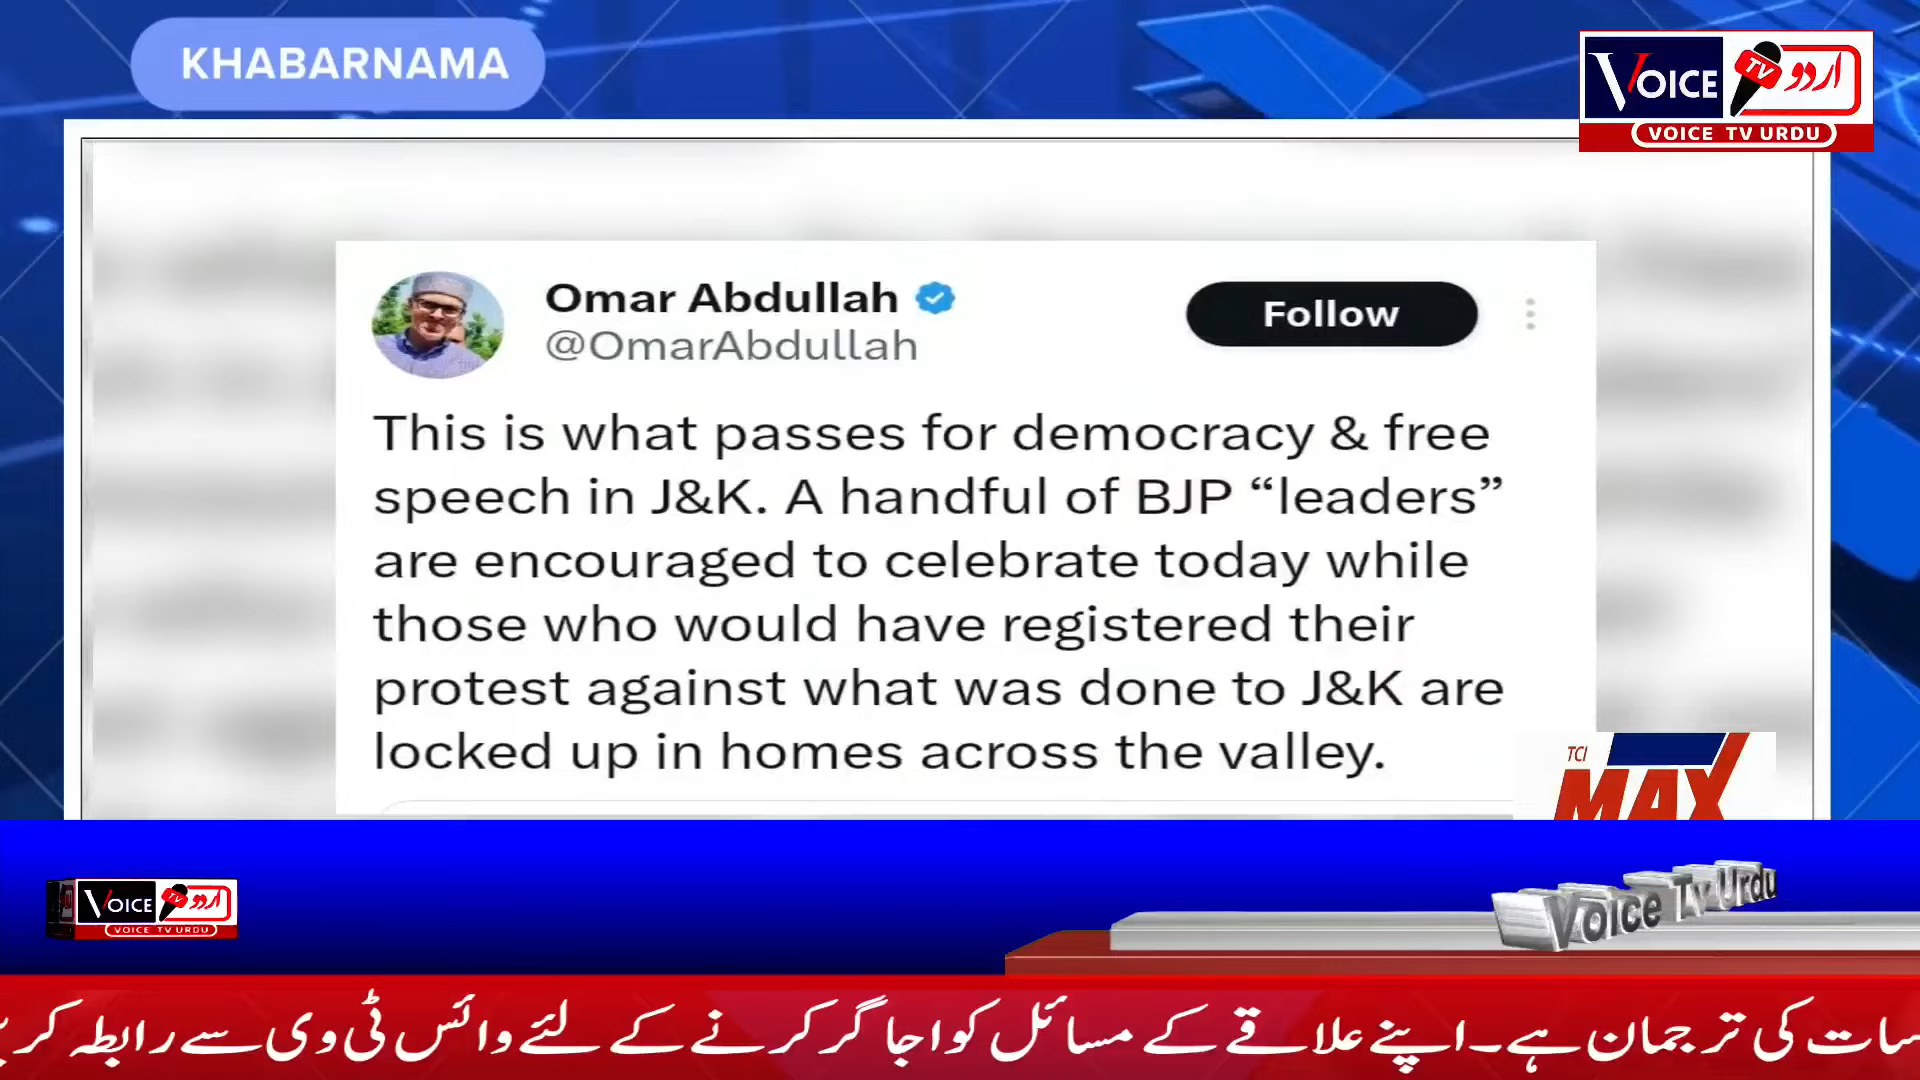 KHABARNAMA
VOICE TV اردو
VOICE TV URDU
Omar Abdullah
@OmarAbdullah
Follow
This is what passes for democracy & free
speech in J&K. A handful of BJP “leaders”
are encouraged to celebrate today while
those who would have registered their
protest against what was done to J&K are
locked up in homes across the valley.
TCI
MAX
VOICE TV اردو
VOICE TV URDU
Voice Tv Urdu
کی ترجمان ہے۔ اپنے علاقے کے مسائل کو اجاگر کرنے کے لئے وائس ٹی وی سے رابطہ